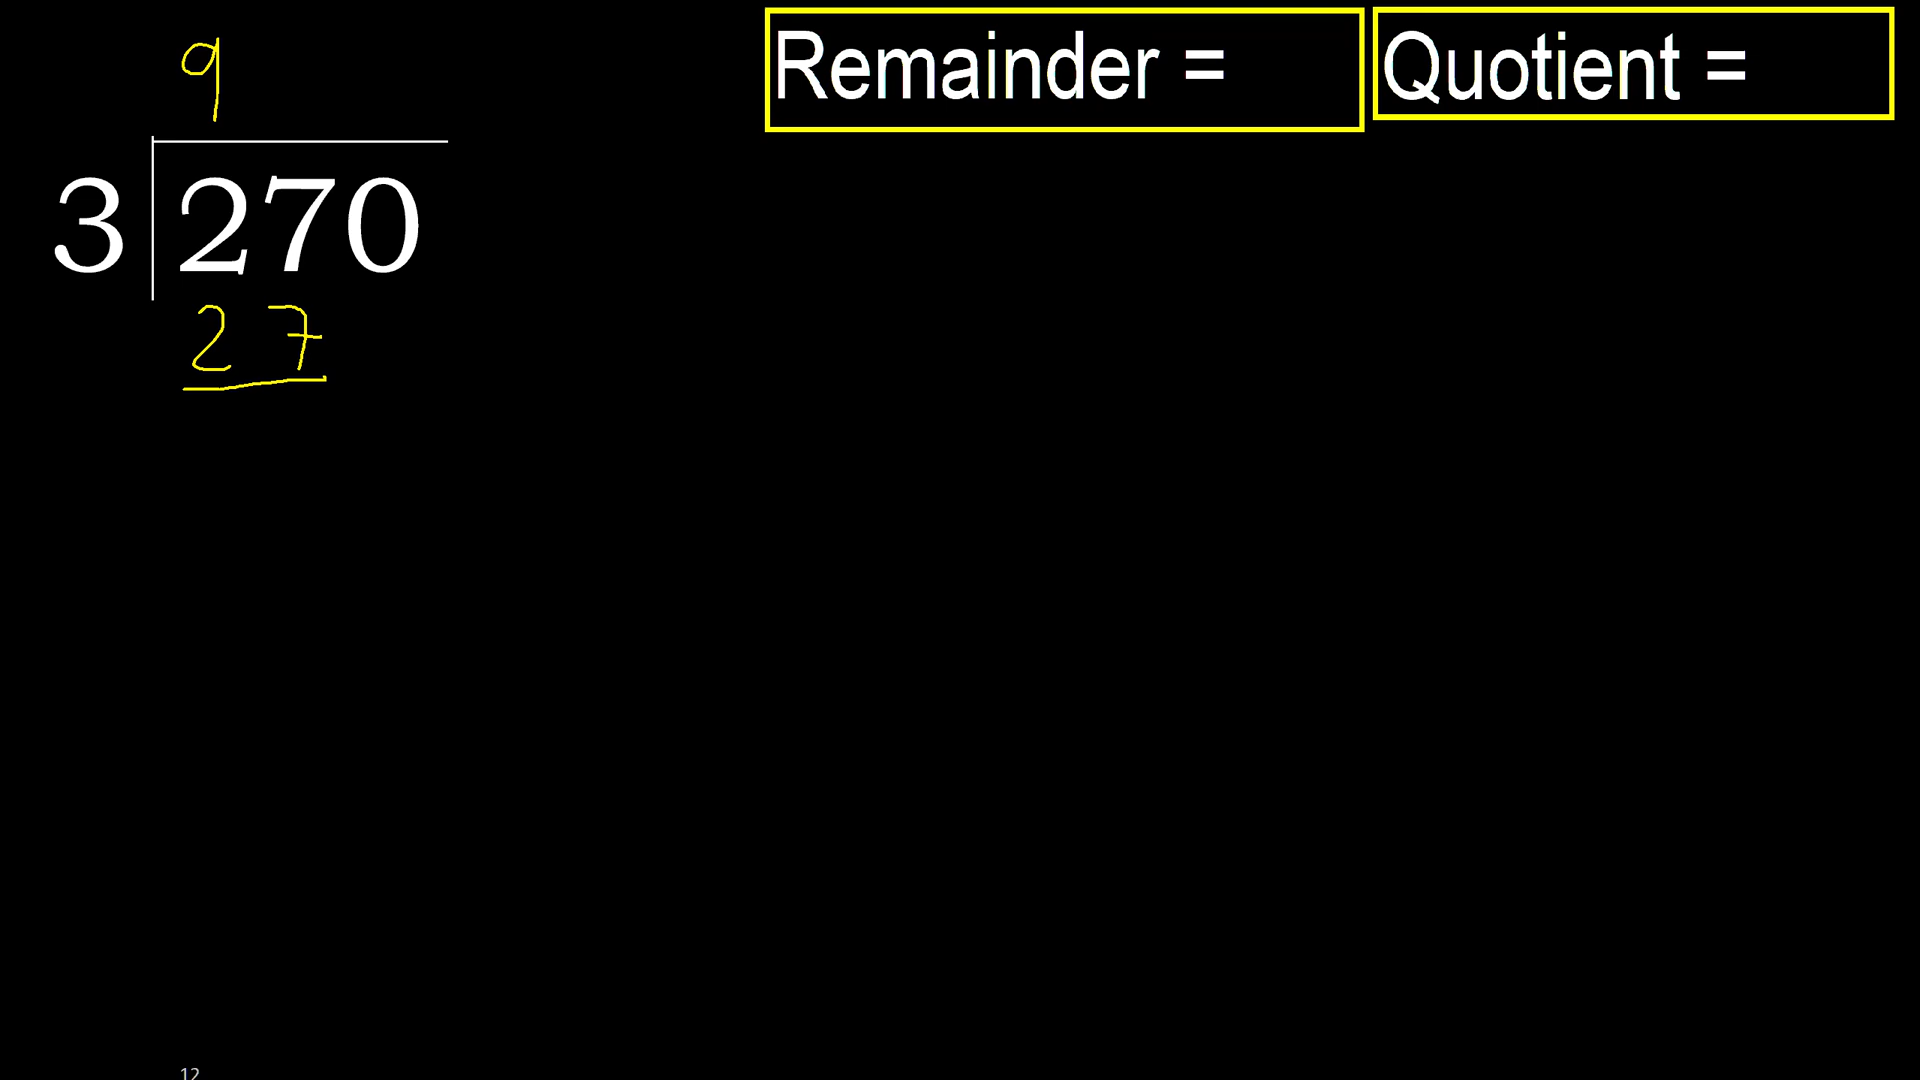 9
Remainder =
Quotient =
3 270
27
12